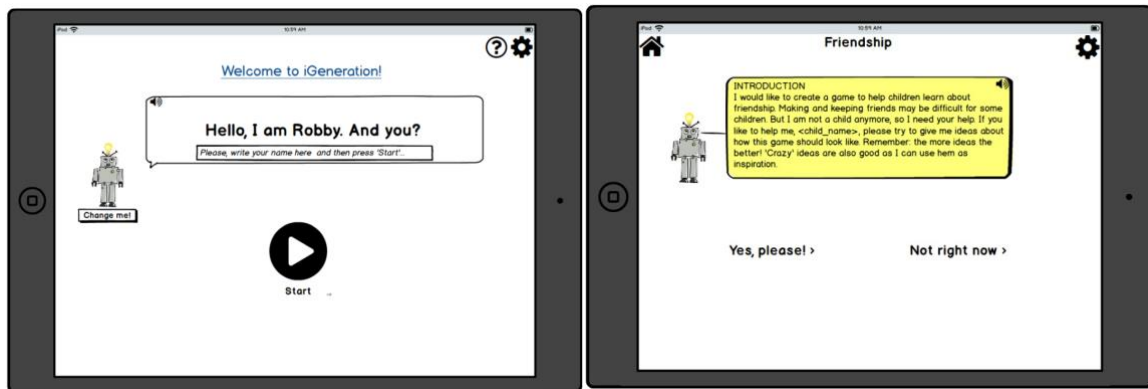 iPod 10:59 AM
?
Welcome to iGeneration!
Hello, I am Robby. And you?
Please, write your name here and then press 'Start'...
Change me!
Start
iPod 10:59 AM
Friendship
INTRODUCTION
I would like to create a game to help children learn about
friendship. Making and keeping friends may be difficult for some
children. But I am not a child anymore, so I need your help. If you
like to help me, <child_name>, please try to give me ideas about
how this game should look like. Remember: the more ideas the
better! 'Crazy' ideas are also good as I can use hem as
inspiration.
Yes, please! >
Not right now >